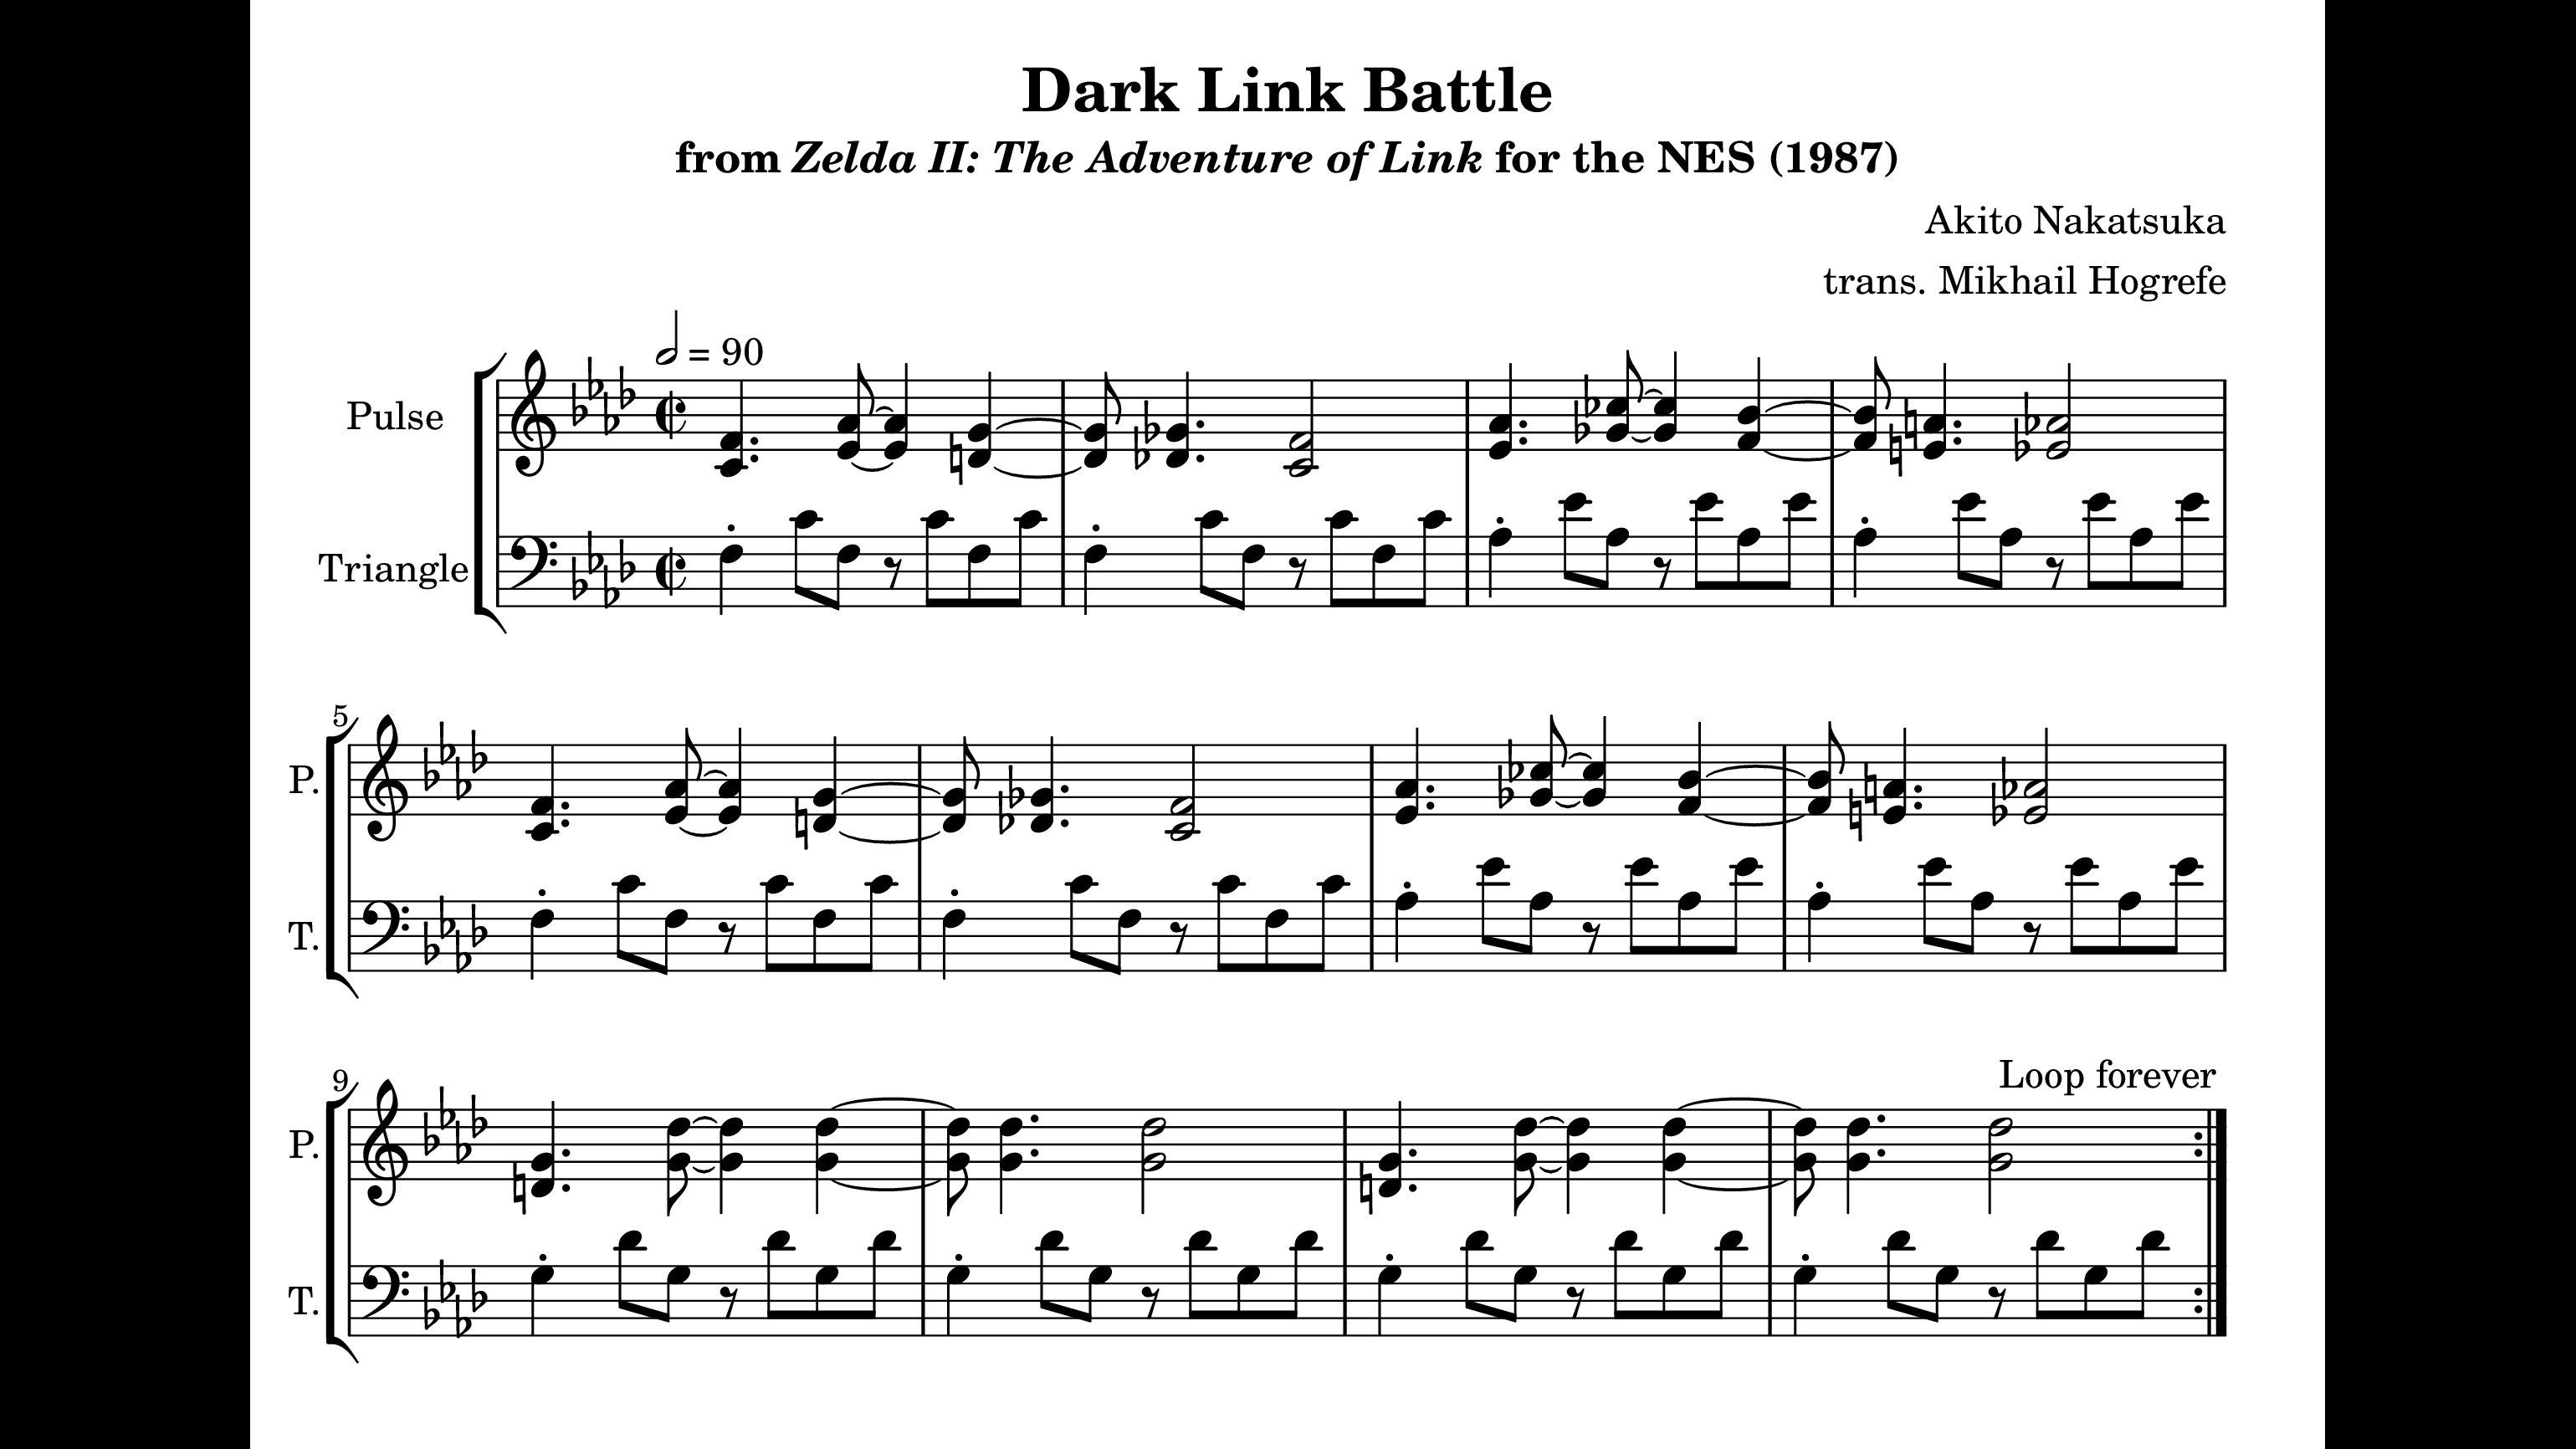 Dark Link Battle
from Zelda II: The Adventure of Link for the NES (1987)
Akito Nakatsuka
trans. Mikhail Hogrefe
= 90
Pulse
Triangle
5
P.
T.
9
Loop forever
P.
T.